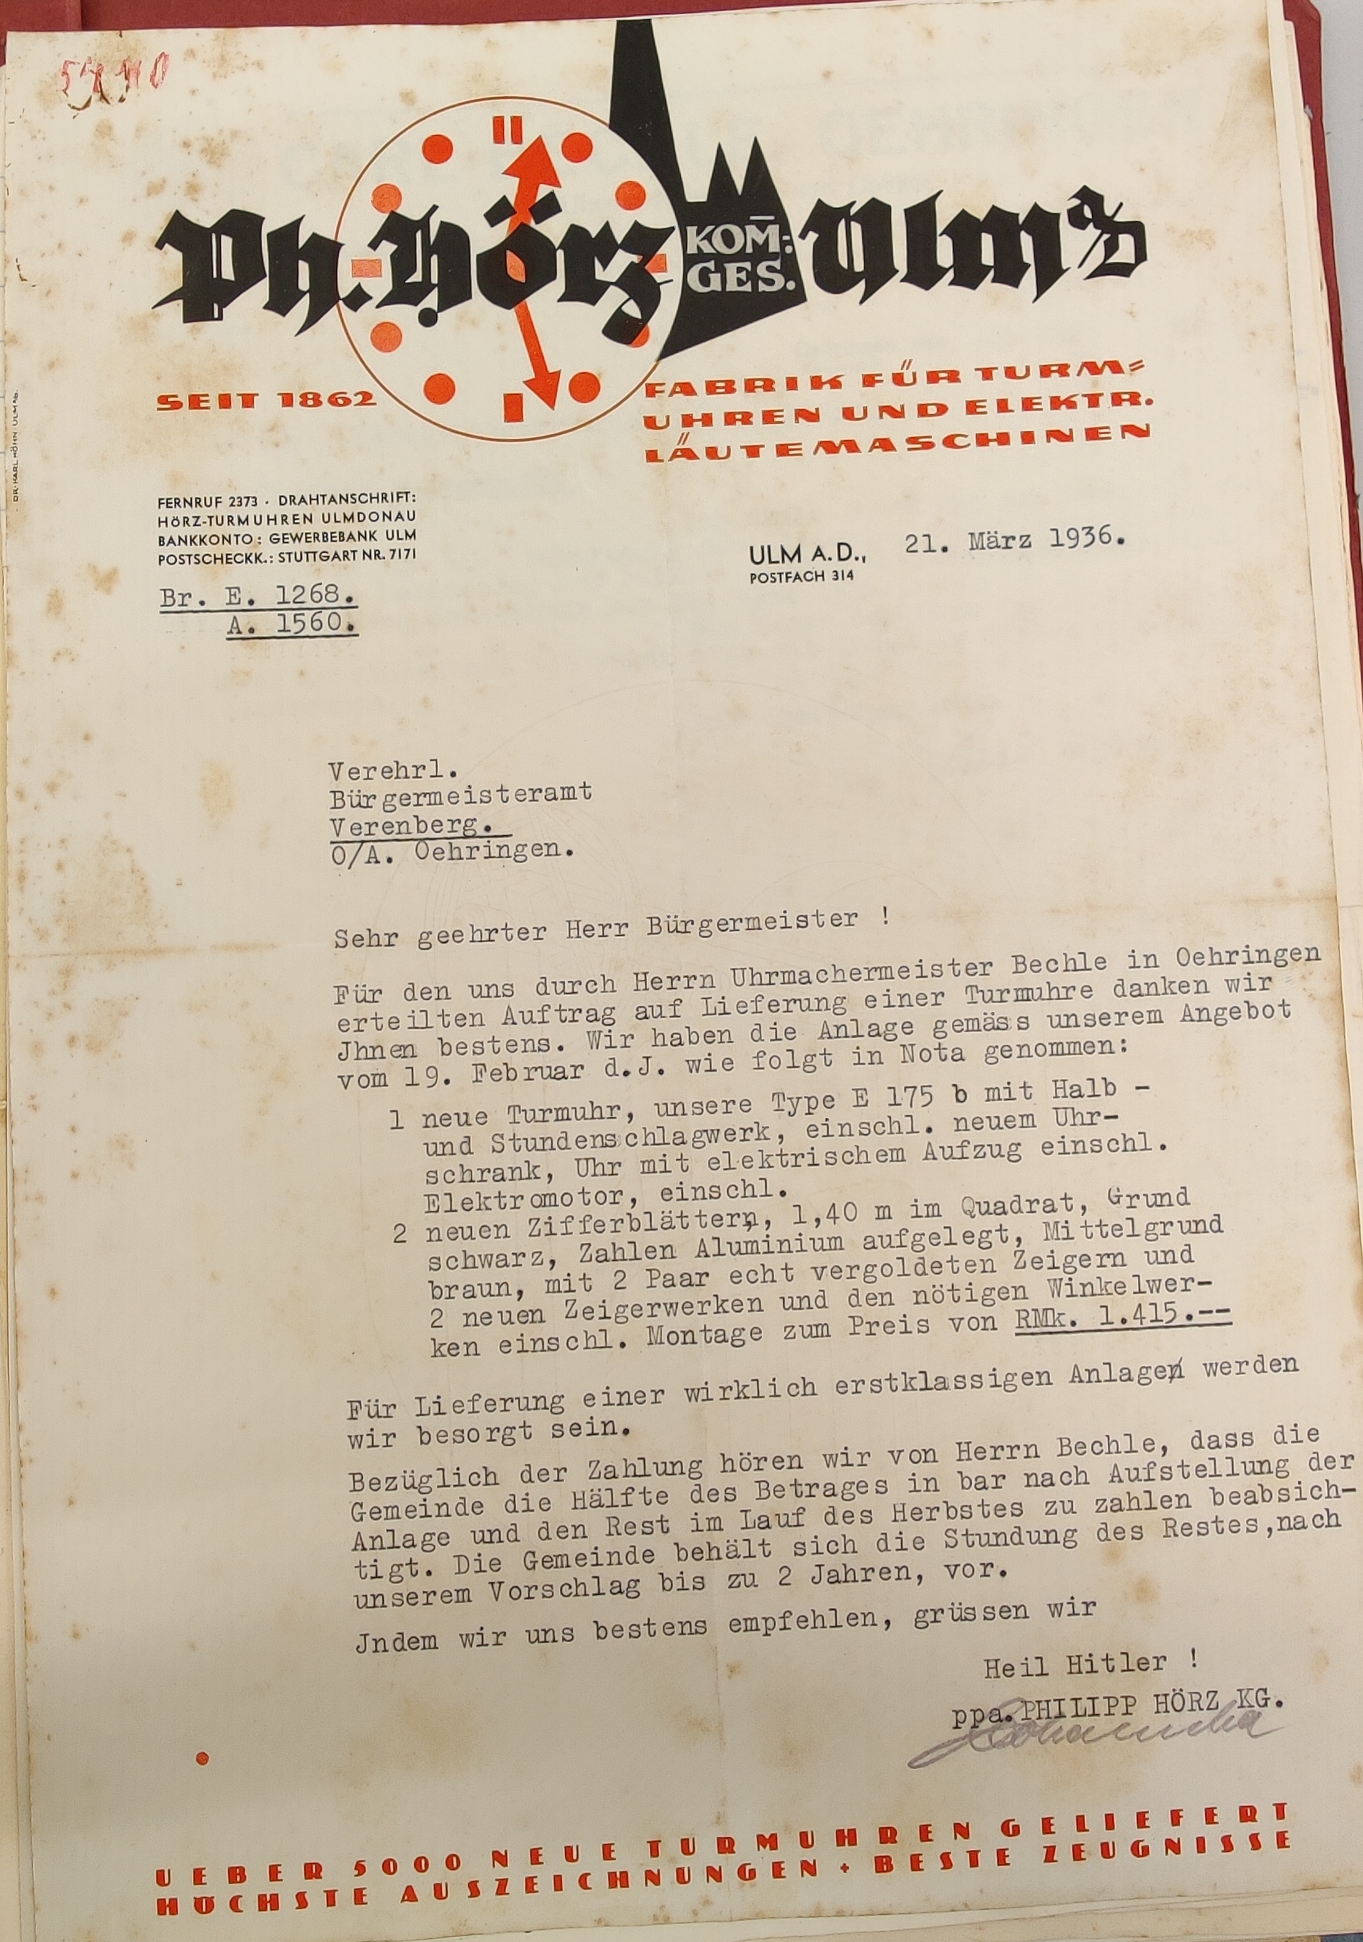 Ph. Hörz KOM: GES. Ulm a/D
SEIT 1862
FABRIK FÜR TURM=
UHREN UND ELEKTR.
LÄUTEMASCHINEN
DR. KARL HÖHN · ULM
FERNRUF 2373 · DRAHTANSCHRIFT:
HÖRZ-TURMUHREN ULMDONAU
BANKKONTO: GEWERBEBANK ULM
POSTSCHECKK.: STUTTGART NR. 7171
ULM A.D., 21. März 1936.
POSTFACH 314
Br. E. 1268.
A. 1560.
Verehrl.
Bürgermeisteramt
Verenberg.
O/A. Oehringen.
Sehr geehrter Herr Bürgermeister !
Für den uns durch Herrn Uhrmachermeister Bechle in Oehringen
erteilten Auftrag auf Lieferung einer Turmuhre danken wir
Jhnen bestens. Wir haben die Anlage gemäss unserem Angebot
vom 19. Februar d.J. wie folgt in Nota genommen:
1 neue Turmuhr, unsere Type E 175 b mit Halb -
und Stundenschlagwerk, einschl. neuem Uhr-
schrank, Uhr mit elektrischem Aufzug einschl.
Elektromotor, einschl.
2 neuen Zifferblättern, 1,40 m im Quadrat, Grund
schwarz, Zahlen Aluminium aufgelegt, Mittelgrund
braun, mit 2 Paar echt vergoldeten Zeigern und
2 neuen Zeigerwerken und den nötigen Winkelwer-
ken einschl. Montage zum Preis von RMk. 1.415.--
Für Lieferung einer wirklich erstklassigen Anlagen werden
wir besorgt sein.
Bezüglich der Zahlung hören wir von Herrn Bechle, dass die
Gemeinde die Hälfte des Betrages in bar nach Aufstellung der
Anlage und den Rest im Lauf des Herbstes zu zahlen beabsich-
tigt. Die Gemeinde behält sich die Stundung des Restes,nach
unserem Vorschlag bis zu 2 Jahren, vor.
Jndem wir uns bestens empfehlen, grüssen wir
Heil Hitler !
ppa.PHILIPP HÖRZ KG.
UEBER 5000 NEUE TURMUHREN GELIEFERT
HÖCHSTE AUSZEICHNUNGEN + BESTE ZEUGNISSE